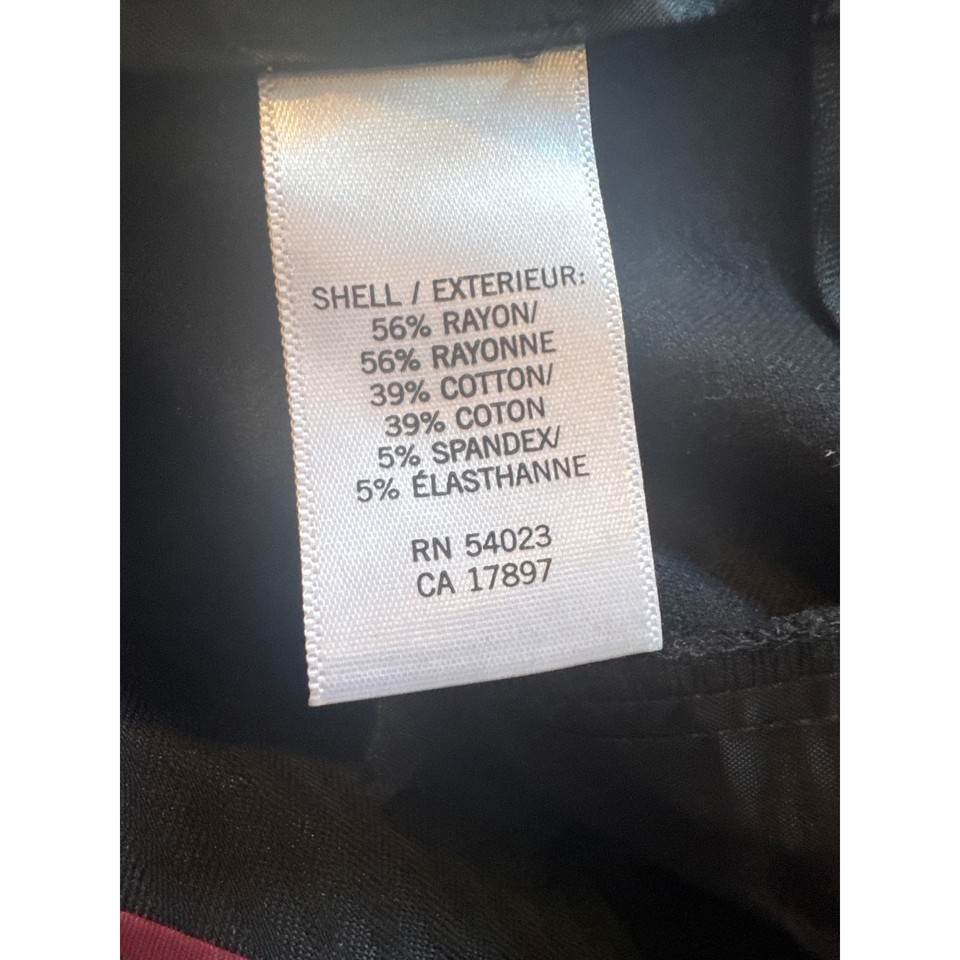 SHELL / EXTERIEUR:
56% RAYON/
56% RAYONNE
39% COTTON/
39% COTON
5% SPANDEX/
5% ÉLASTHANNE
RN 54023
CA 17897